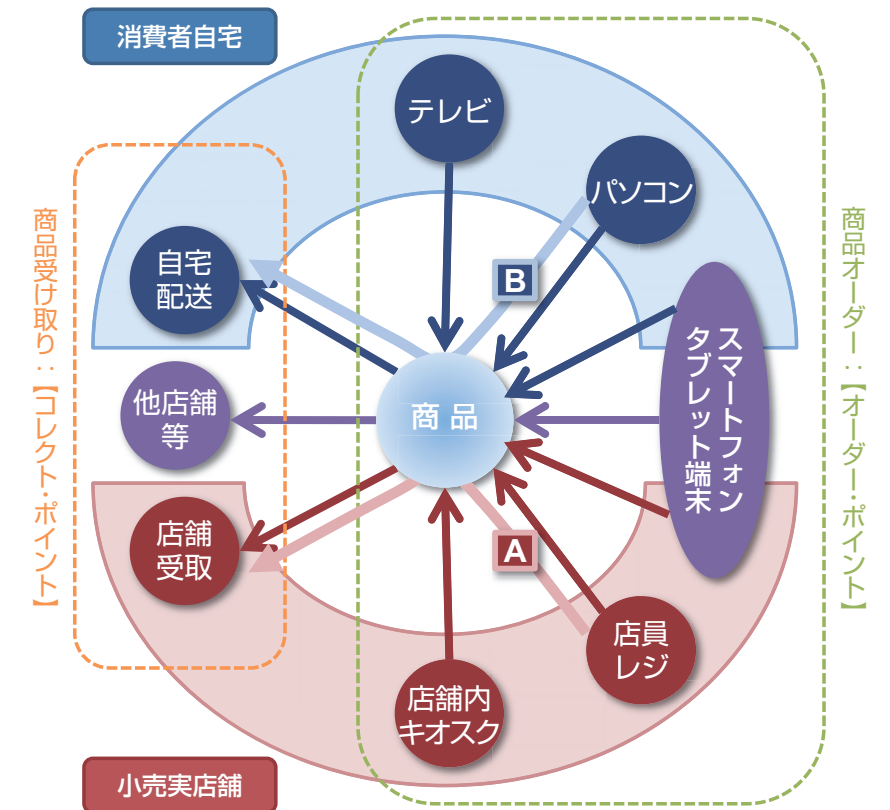 消費者自宅
テレビ
パソコン
自宅
配送
B
商品受け取り：【コレクト・ポイント】
商品オーダー：【オーダー・ポイント】
スマートフォン
タブレット端末
他店舗
等
商品
店舗
受取
A
店員
レジ
店舗内
キオスク
小売実店舗